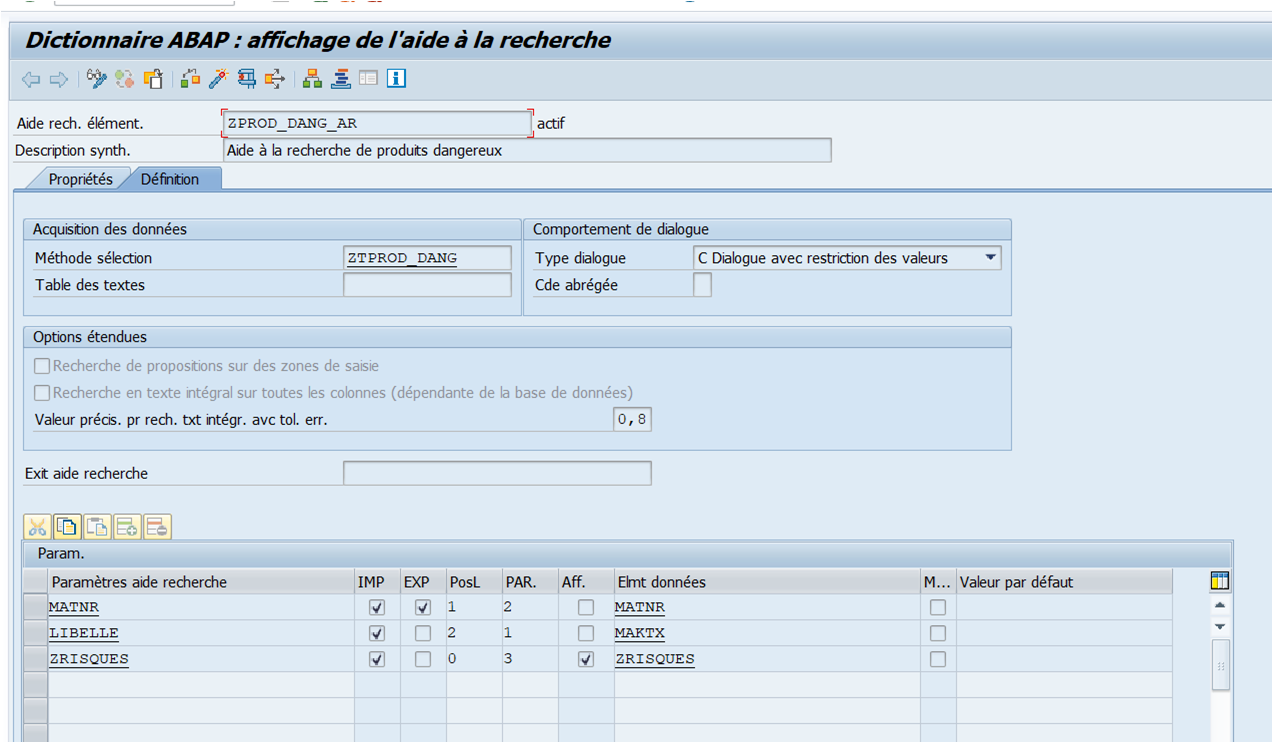 Dictionnaire ABAP : affichage de l'aide à la recherche
Aide rech. élément. ZPROD_DANG_AR actif
Description synth. Aide à la recherche de produits dangereux
Propriétés Définition
Acquisition des données Comportement de dialogue
Méthode sélection ZTPROD_DANG Type dialogue C Dialogue avec restriction des valeurs
Table des textes Cde abrégée
Options étendues
Recherche de propositions sur des zones de saisie
Recherche en texte intégral sur toutes les colonnes (dépendante de la base de données)
Valeur précis. pr rech. txt intégr. avc tol. err. 0,8
Exit aide recherche
Param.
Paramètres aide recherche IMP EXP PosL PAR. Aff. Elmt données M... Valeur par défaut
MATNR 1 2 MATNR
LIBELLE 2 1 MAKTX
ZRISQUES 0 3 ZRISQUES